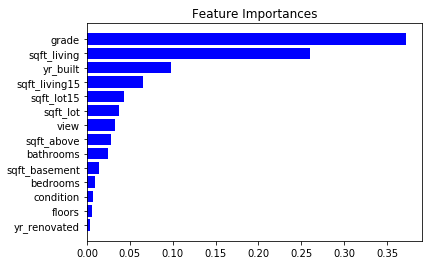 Feature Importances
grade
sqft_living
yr_built
sqft_living15
sqft_lot15
sqft_lot
view
sqft_above
bathrooms
sqft_basement
bedrooms
condition
floors
yr_renovated
0.00 0.05 0.10 0.15 0.20 0.25 0.30 0.35